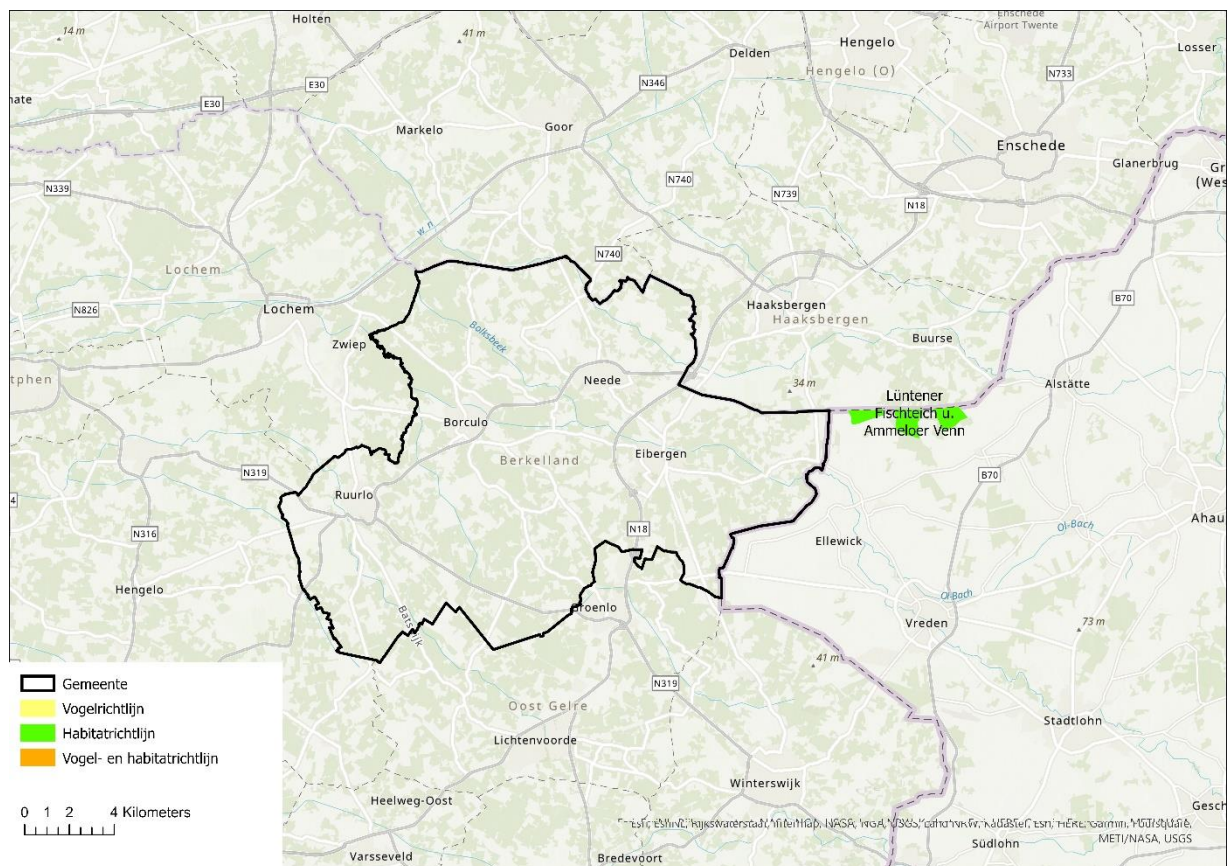 Holten
14 m
41 m
Delden
Hengelo
Hengelo (O)
Enschede
Airport Twente
Losser
E30
N346
N733
E30
Markelo
Goor
Enschede
Glanerbrug
N339
N740
N739
N18
Lochem
N740
N826
Lochem
Zwiep
Bolksbeek
Haaksbergen
Haaksbergen
Buurse
B70
Neede
34 m
Alstätte
Lüntener
Fischteich u.
Ammeloer Venn
Borculo
Berkelland
Eibergen
N319
B70
Ruurlo
N316
N18
Ellewick
Ol-Bach
Hengelo
Groenlo
Ol Bach
Vreden
73 m
41 m
N319
Oost Gelre
Stadtlohn
Lichtenvoorde
Winterswijk
Heelweg-Oost
Varsseveld
Bredevoort
Südlohn
Gemeente
Vogelrichtlijn
Habitatrichtlijn
Vogel- en habitatrichtlijn
0 1 2 4 Kilometers
METI/NASA, USGS